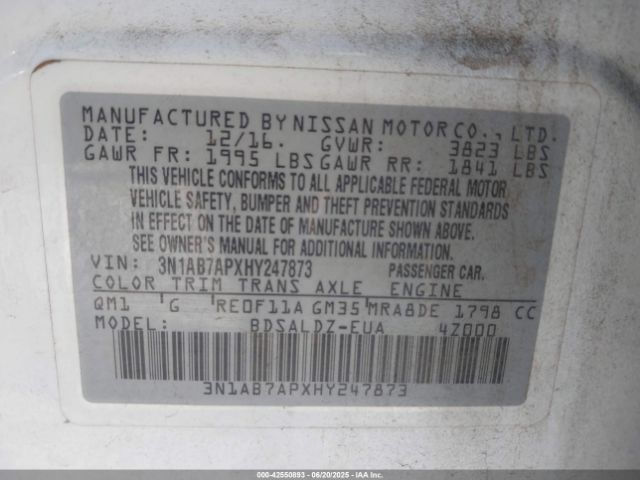 MANUFACTURED BY NISSAN MOTOR CO., LTD.
DATE: 12/16. GVWR: 3823 LBS
GAWR FR: 1995 LBS GAWR RR: 1841 LBS
THIS VEHICLE CONFORMS TO ALL APPLICABLE FEDERAL MOTOR
VEHICLE SAFETY, BUMPER AND THEFT PREVENTION STANDARDS
IN EFFECT ON THE DATE OF MANUFACTURE SHOWN ABOVE.
SEE OWNER'S MANUAL FOR ADDITIONAL INFORMATION.
VIN: 3N1AB7APXHY247873 PASSENGER CAR.
COLOR TRIM TRANS AXLE ENGINE
QM1 G RE0F11A GM35 MRA8DE 1798 CC
MODEL: BDSALDZ-EUA 4Z000
3N1AB7APXHY247873
000-42550893 - 06/20/2025 - IAA Inc.